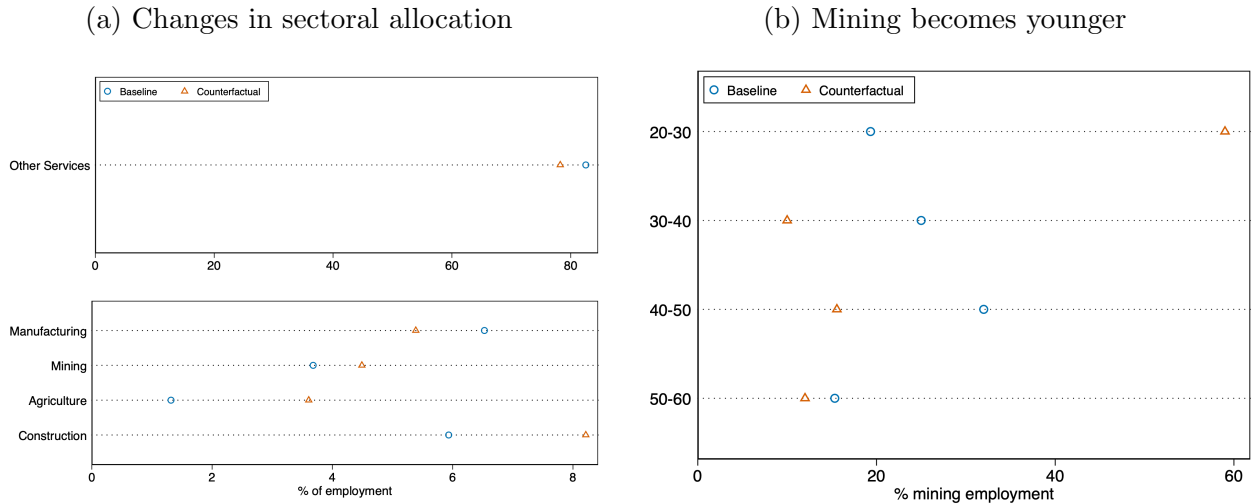 (a) Changes in sectoral allocation
Baseline Counterfactual
Other Services
0 20 40 60 80
Manufacturing
Mining
Agriculture
Construction
0 2 4 6 8
% of employment
(b) Mining becomes younger
Baseline Counterfactual
20-30
30-40
40-50
50-60
0 20 40 60
% mining employment